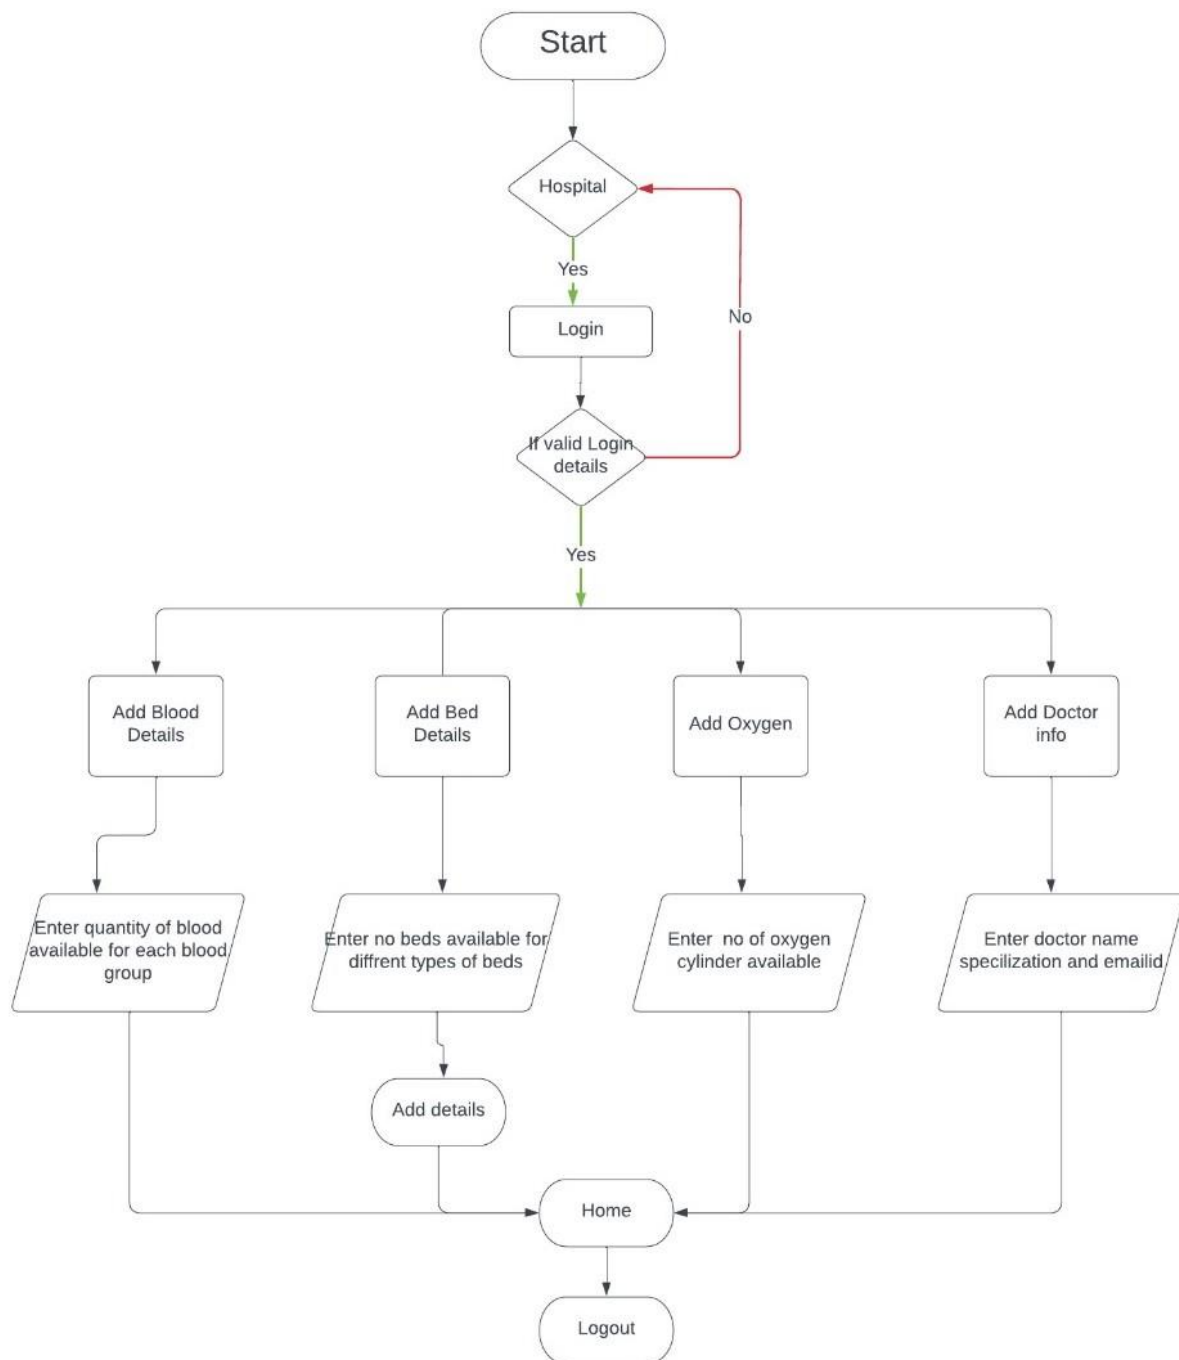 Start
Hospital
Yes
Login
No
If valid Login
details
Yes
Add Blood
Details
Add Bed
Details
Add Oxygen
Add Doctor
info
Enter quantity of blood
available for each blood
group
Enter no beds available for
diffrent types of beds
Enter  no of oxygen
cylinder available
Enter doctor name
specilization and emailid
Add details
Home
Logout